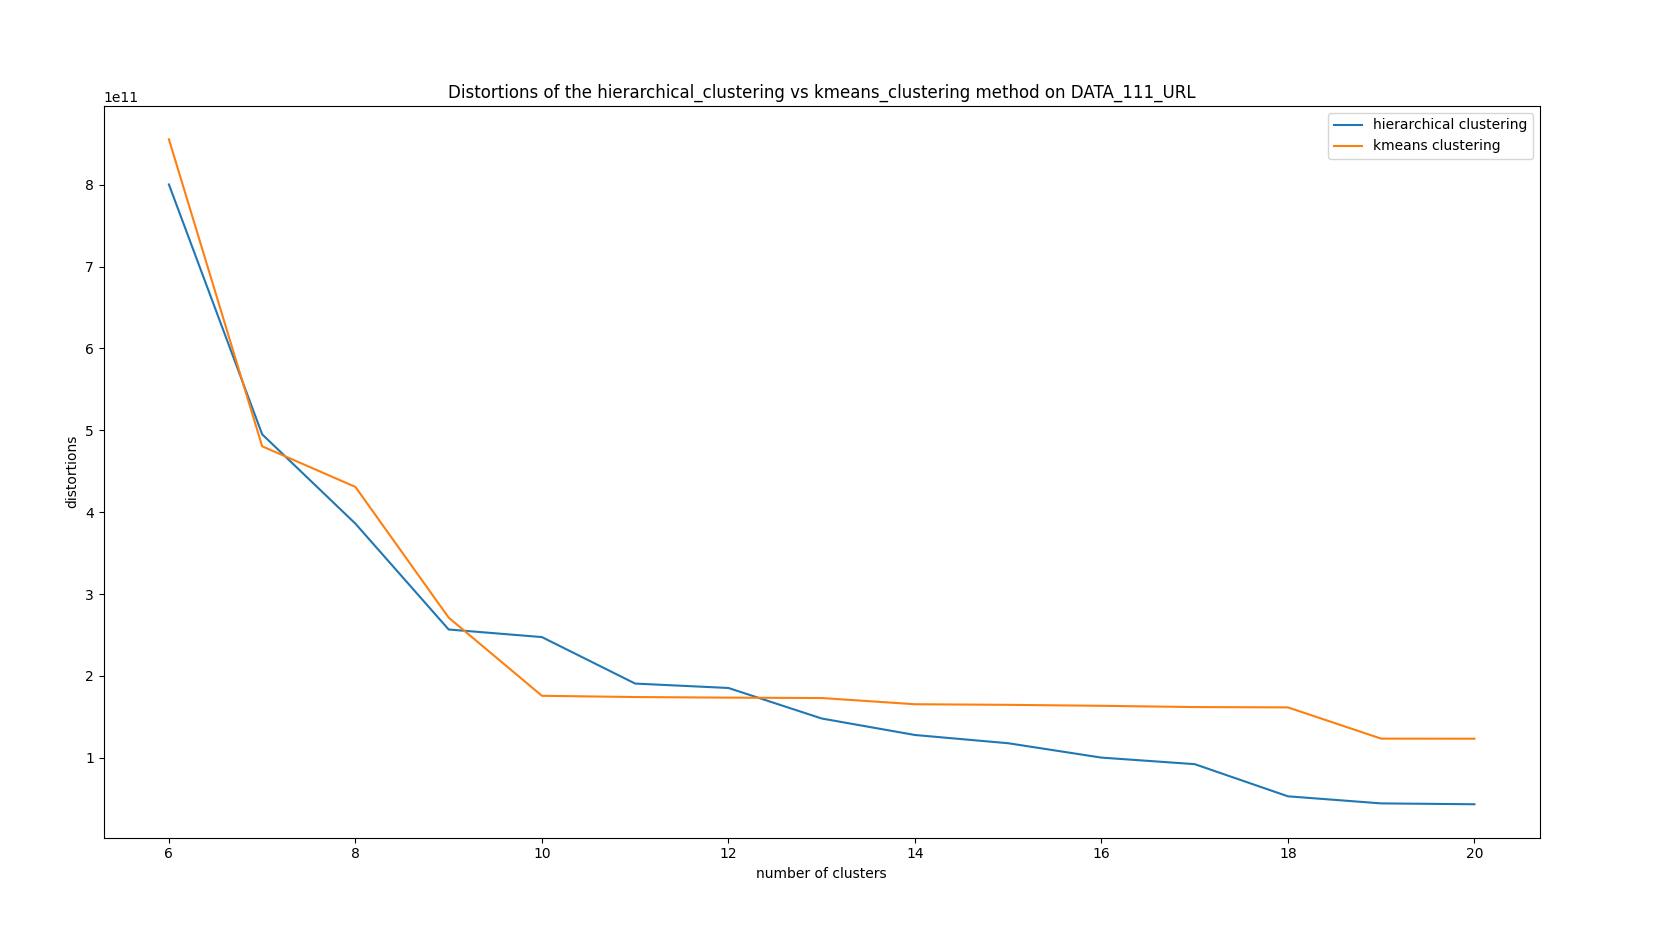 Distortions of the hierarchical_clustering vs kmeans_clustering method on DATA_111_URL
1e11
hierarchical clustering
kmeans clustering
8
7
6
5
4
3
2
1
distortions
6 8 10 12 14 16 18 20
number of clusters